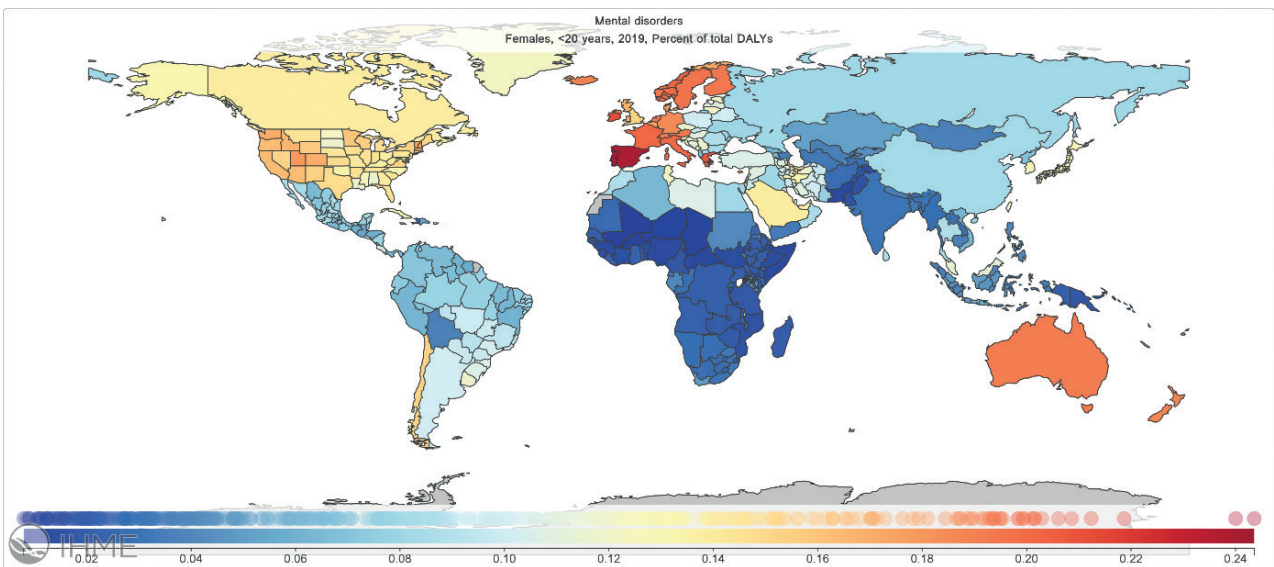 Mental disorders
Females, <20 years, 2019, Percent of total DALYs
IHME
0.02 0.04 0.06 0.08 0.10 0.12 0.14 0.16 0.18 0.20 0.22 0.24